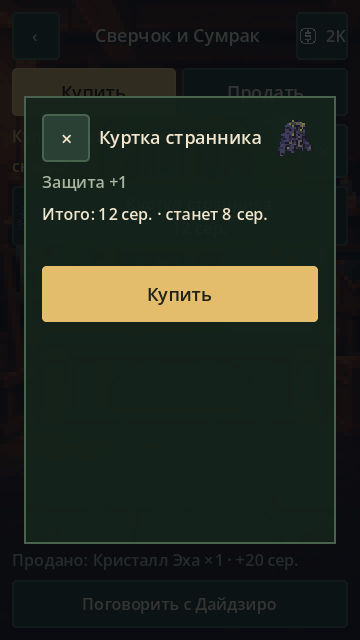 ‹ Сверчок и Сумрак 2K
Купить Продать
× Куртка странника
Защита +1
Итого: 12 сер. · станет 8 сер.
Купить
Продано: Кристалл Эха ×1 · +20 сер.
Поговорить с Дайдзиро